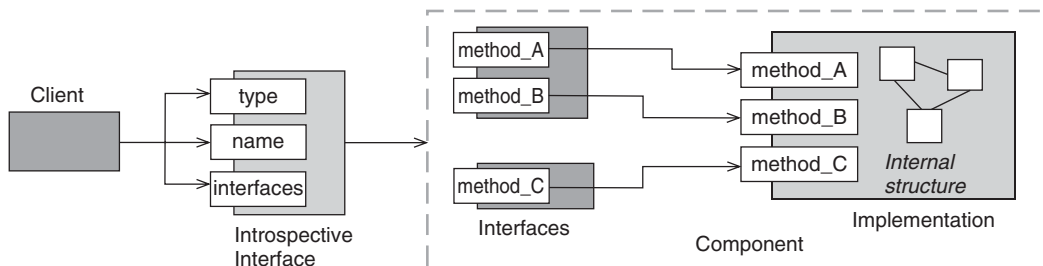 Client
type
name
interfaces
Introspective
Interface
method_A
method_B
method_C
Interfaces
method_A
method_B
method_C
Internal
structure
Implementation
Component